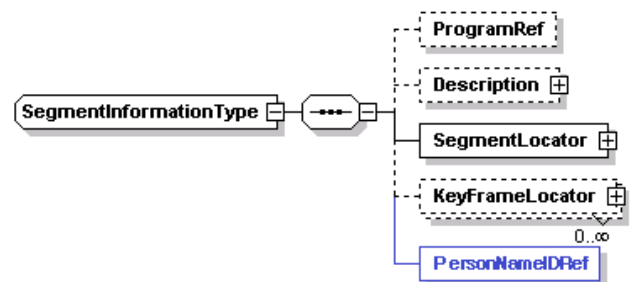 ProgramRef
Description
SegmentInformationType
SegmentLocator
KeyFrameLocator
0..∞
PersonNameIDRef